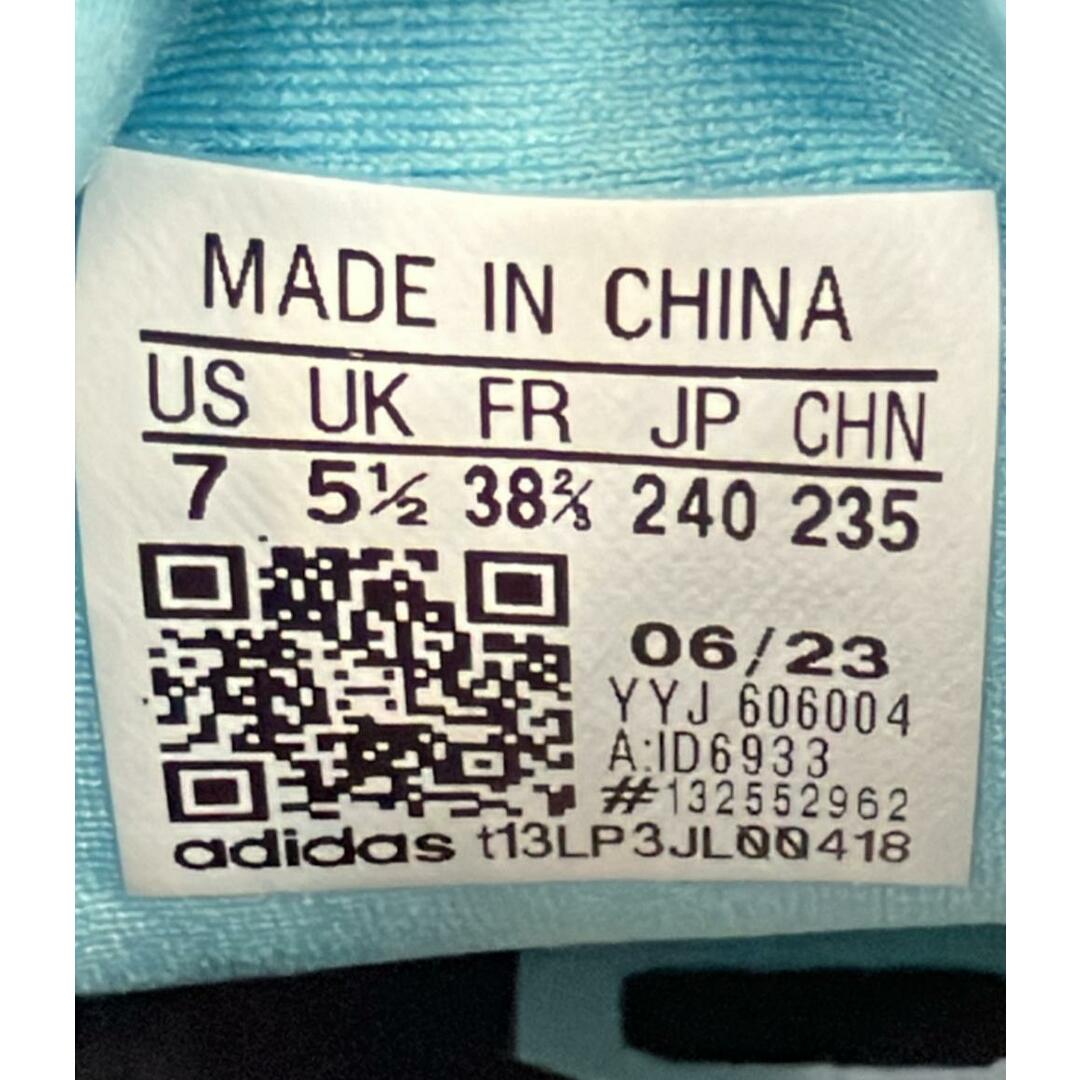 MADE IN CHINA
US UK FR JP CHN
7 5½ 38⅔ 240 235
06/23
YYJ 606004
A:ID6933
#132552962
adidas t13LP3JL00418